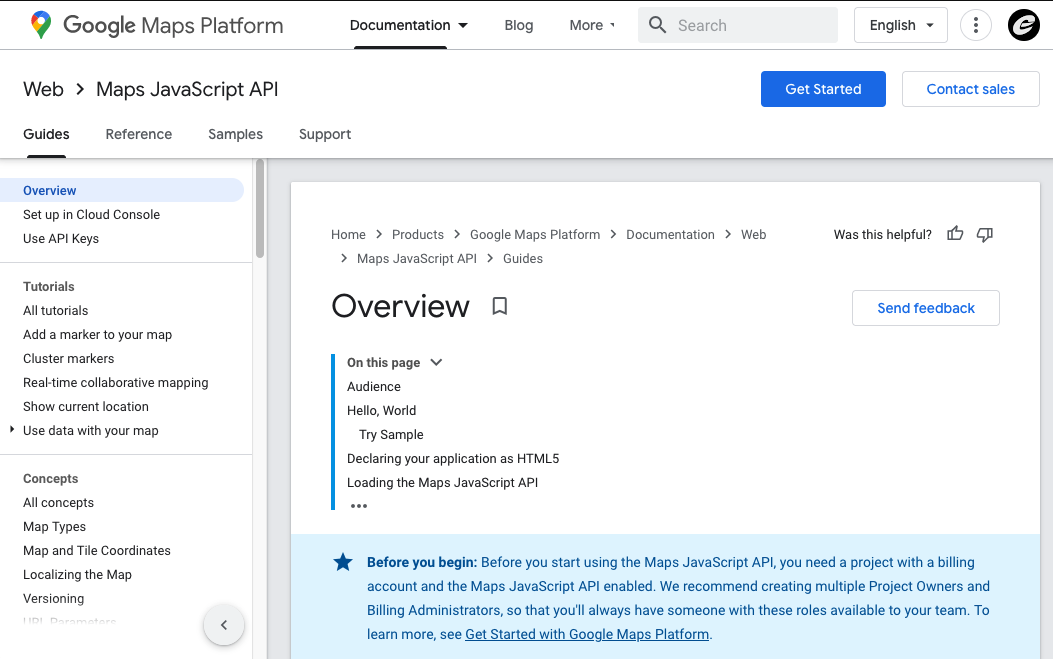 Google Maps Platform
Documentation
Blog
More
Search
English
Web
Maps JavaScript API
Get Started
Contact sales
Guides
Reference
Samples
Support
Overview
Set up in Cloud Console
Use API Keys
Tutorials
All tutorials
Add a marker to your map
Cluster markers
Real-time collaborative mapping
Show current location
Use data with your map
Concepts
All concepts
Map Types
Map and Tile Coordinates
Localizing the Map
Versioning
URL Parameters
Home > Products > Google Maps Platform > Documentation > Web
> Maps JavaScript API > Guides
Was this helpful?
Overview
Send feedback
On this page
Audience
Hello, World
Try Sample
Declaring your application as HTML5
Loading the Maps JavaScript API
Before you begin: Before you start using the Maps JavaScript API, you need a project with a billing
account and the Maps JavaScript API enabled. We recommend creating multiple Project Owners and
Billing Administrators, so that you'll always have someone with these roles available to your team. To
learn more, see Get Started with Google Maps Platform.